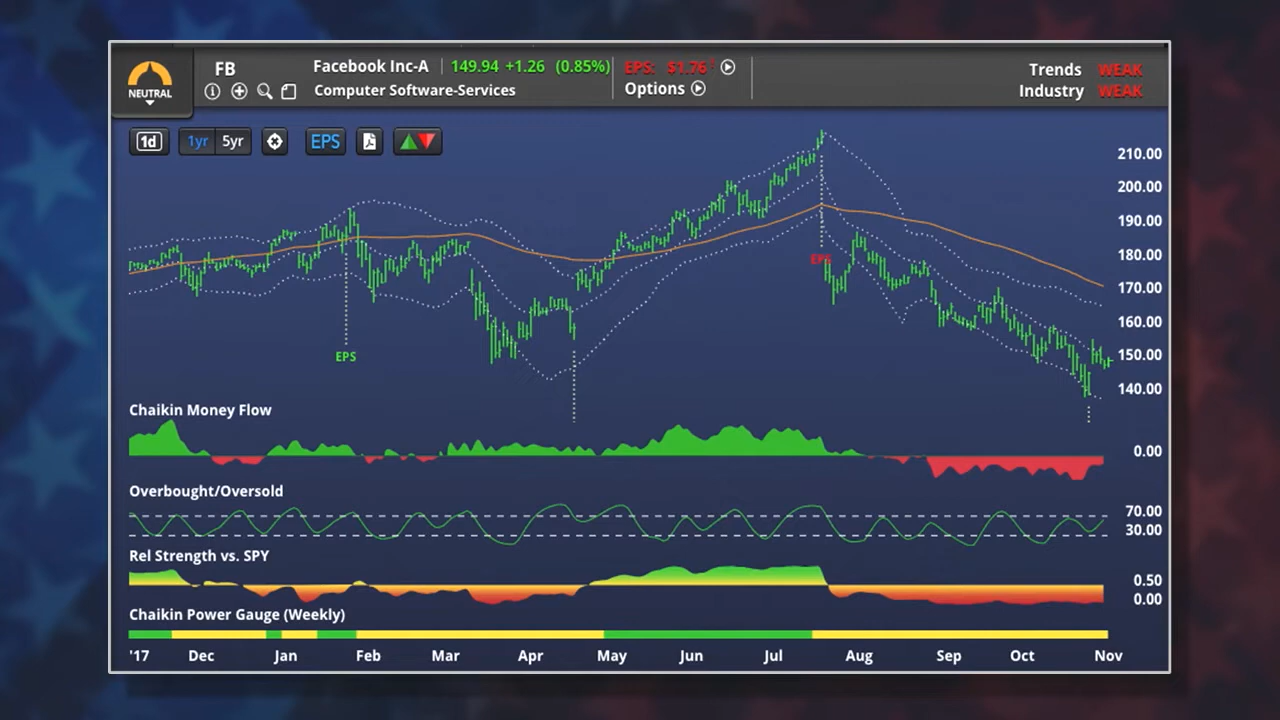 NEUTRAL
FB
Facebook Inc-A 149.94 +1.26 (0.85%)
Computer Software-Services
EPS: $1.76
Options
Trends WEAK
Industry WEAK
1d 1yr 5yr EPS
210.00
200.00
190.00
180.00
170.00
160.00
150.00
140.00
EPS
EPS
Chaikin Money Flow
0.00
Overbought/Oversold
70.00
30.00
Rel Strength vs. SPY
0.50
0.00
Chaikin Power Gauge (Weekly)
'17 Dec Jan Feb Mar Apr May Jun Jul Aug Sep Oct Nov